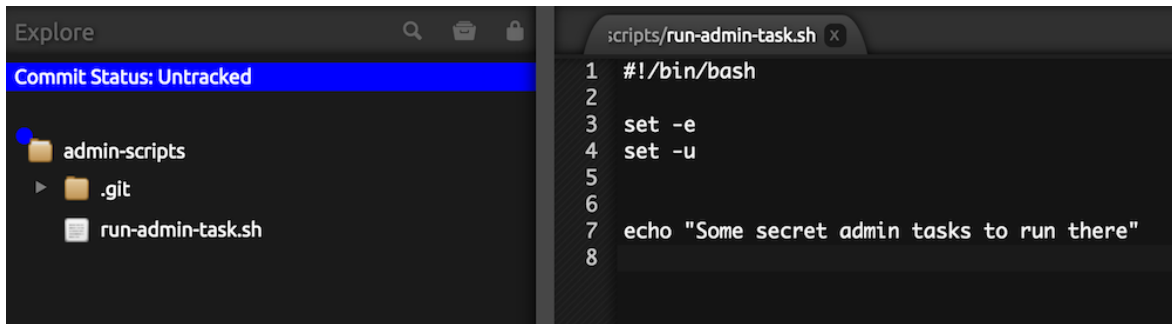 Explore
Commit Status: Untracked
admin-scripts
.git
run-admin-task.sh
scripts/run-admin-task.sh x
1 #!/bin/bash
2
3 set -e
4 set -u
5
6
7 echo "Some secret admin tasks to run there"
8